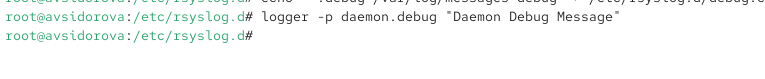 root@avsidorova:/etc/rsyslog.d# logger -p daemon.debug "Daemon Debug Message"
root@avsidorova:/etc/rsyslog.d#